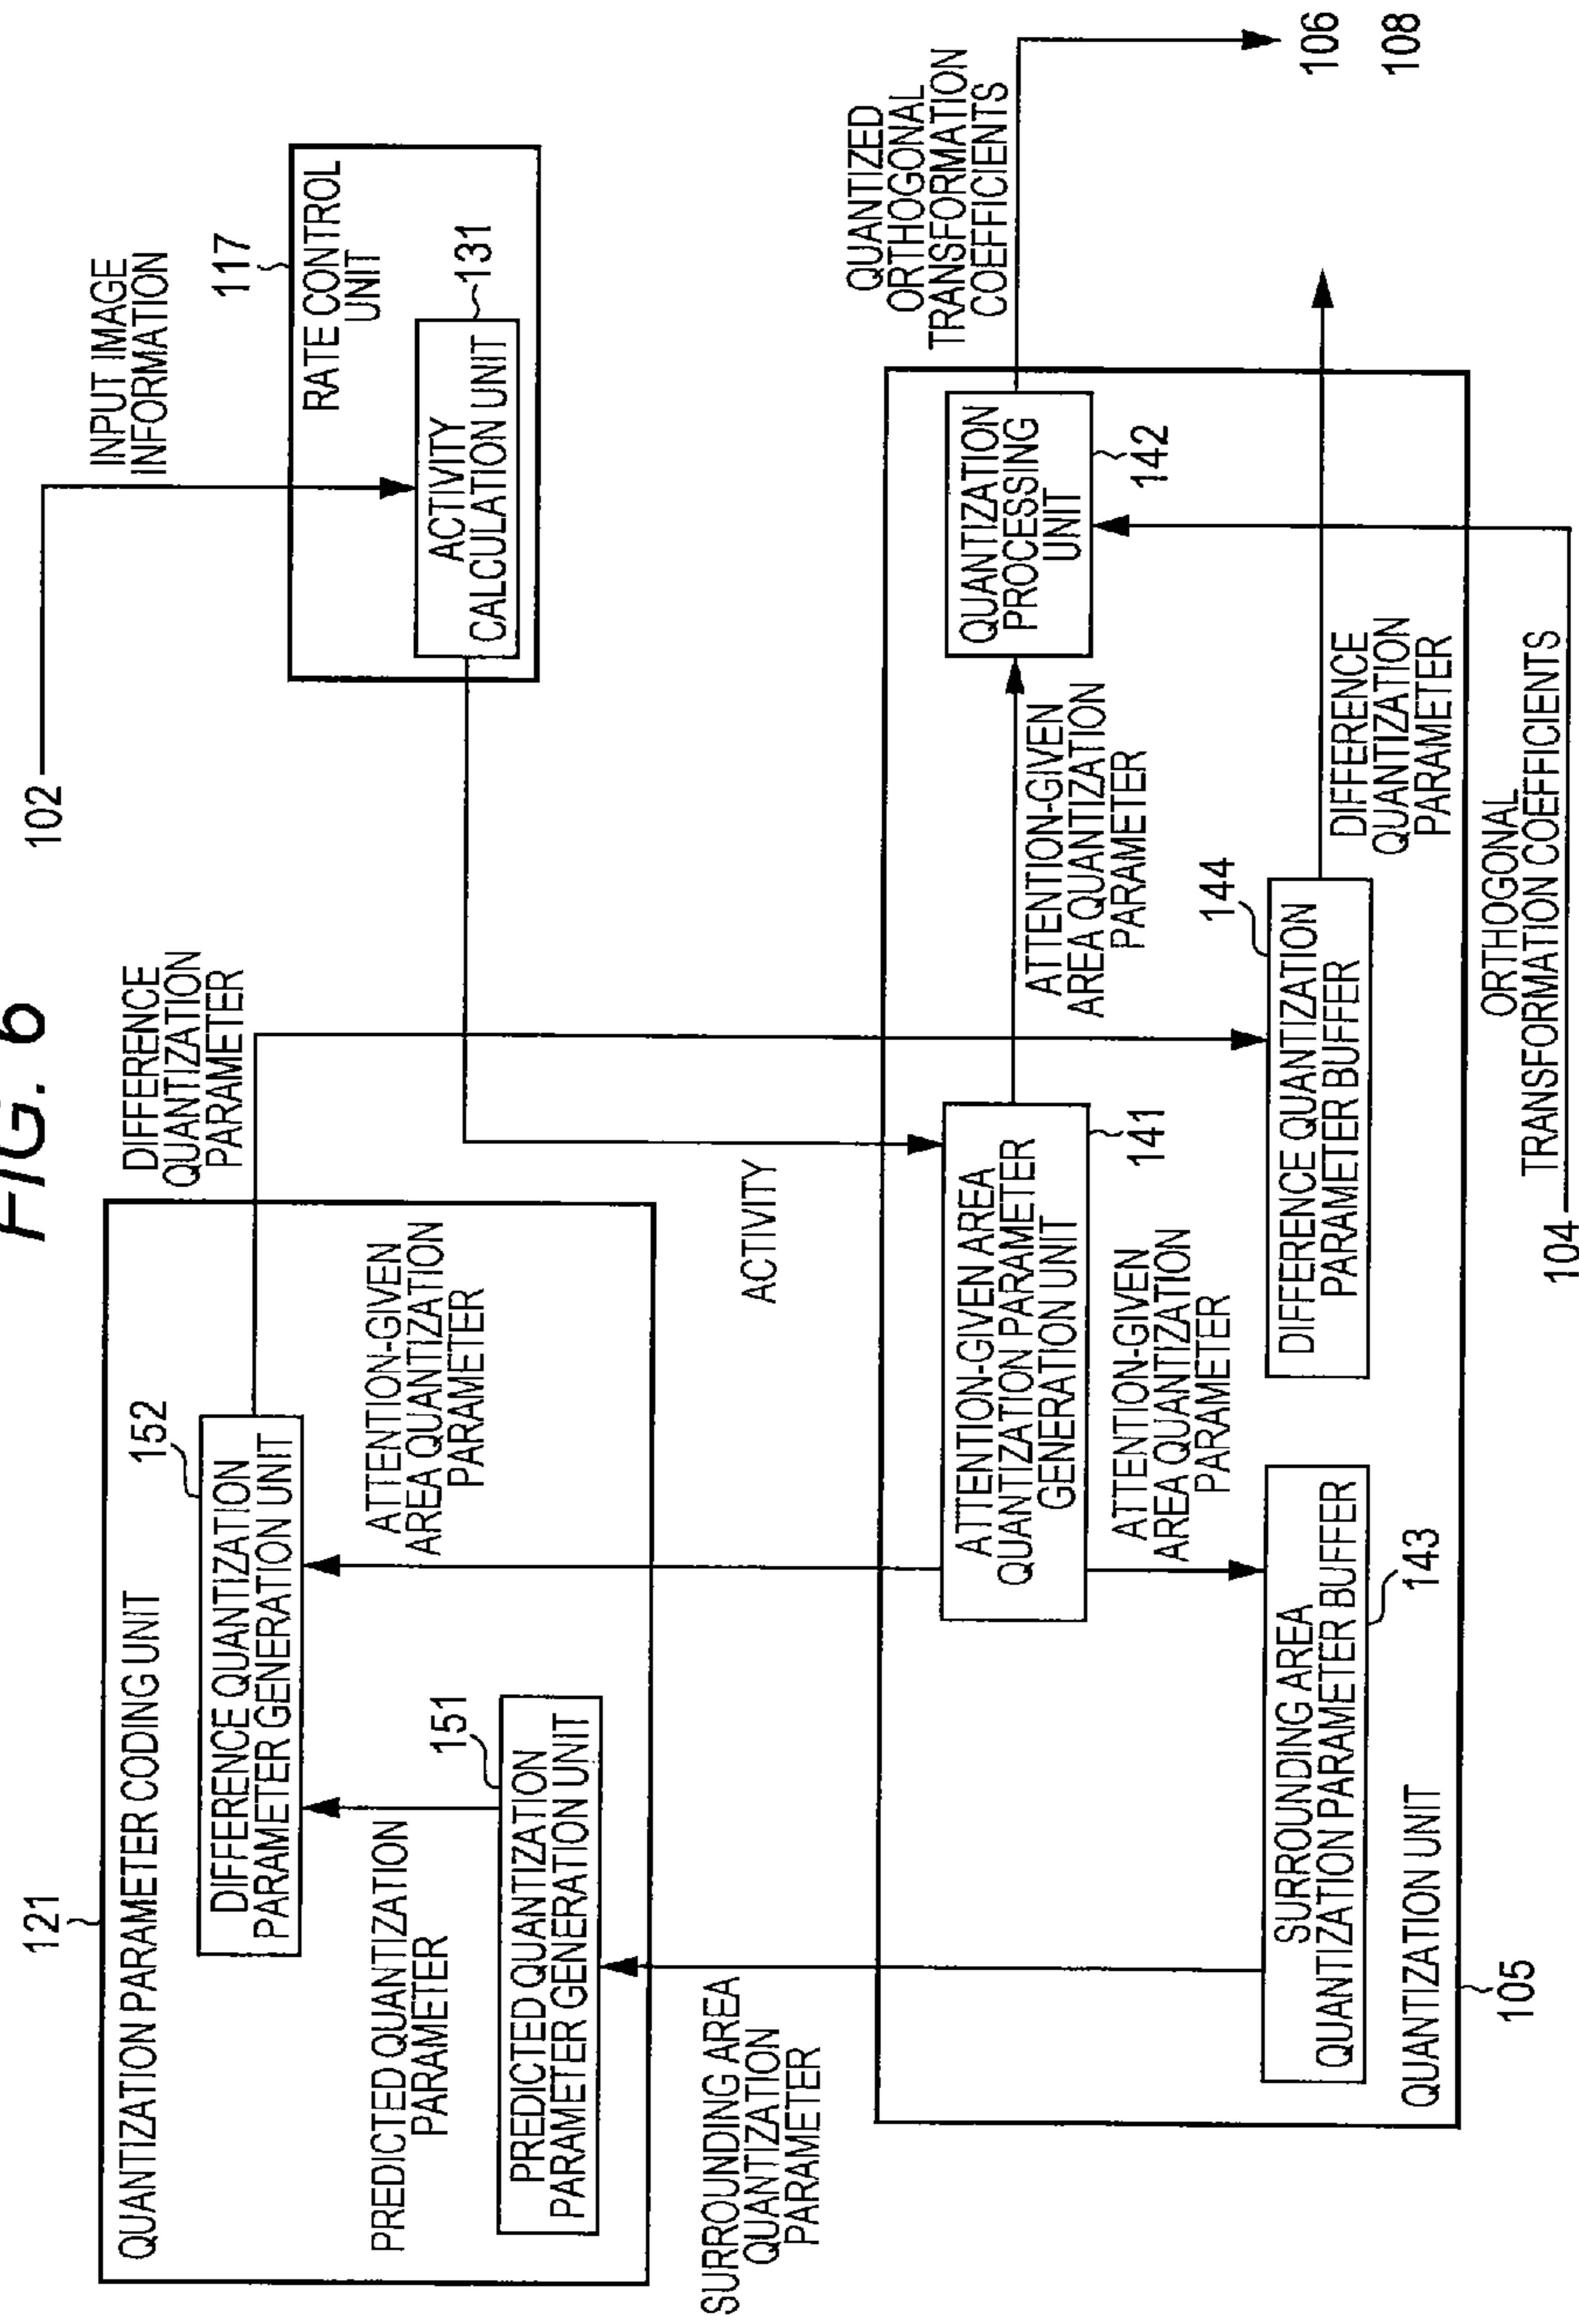 FIG. 6
121
QUANTIZATION PARAMETER CODING UNIT
152
DIFFERENCE QUANTIZATION
PARAMETER GENERATION UNIT
PREDICTED QUANTIZATION
PARAMETER
151
PREDICTED QUANTIZATION
PARAMETER GENERATION UNIT
ATTENTION-GIVEN
AREA QUANTIZATION
PARAMETER
DIFFERENCE
QUANTIZATION
PARAMETER
102
INPUT IMAGE
INFORMATION
117
RATE CONTROL
UNIT
ACTIVITY
CALCULATION UNIT
131
SURROUNDING AREA
QUANTIZATION
PARAMETER
ACTIVITY
ATTENTION-GIVEN AREA
QUANTIZATION PARAMETER
GENERATION UNIT
141
ATTENTION-GIVEN
AREA QUANTIZATION
PARAMETER
QUANTIZATION
PROCESSING
UNIT
142
QUANTIZED
ORTHOGONAL
TRANSFORMATION
COEFFICIENTS
106
108
ATTENTION-GIVEN
AREA QUANTIZATION
PARAMETER
SURROUNDING AREA
QUANTIZATION PARAMETER BUFFER
143
144
DIFFERENCE QUANTIZATION
PARAMETER BUFFER
DIFFERENCE
QUANTIZATION
PARAMETER
QUANTIZATION UNIT
105
104
ORTHOGONAL
TRANSFORMATION COEFFICIENTS